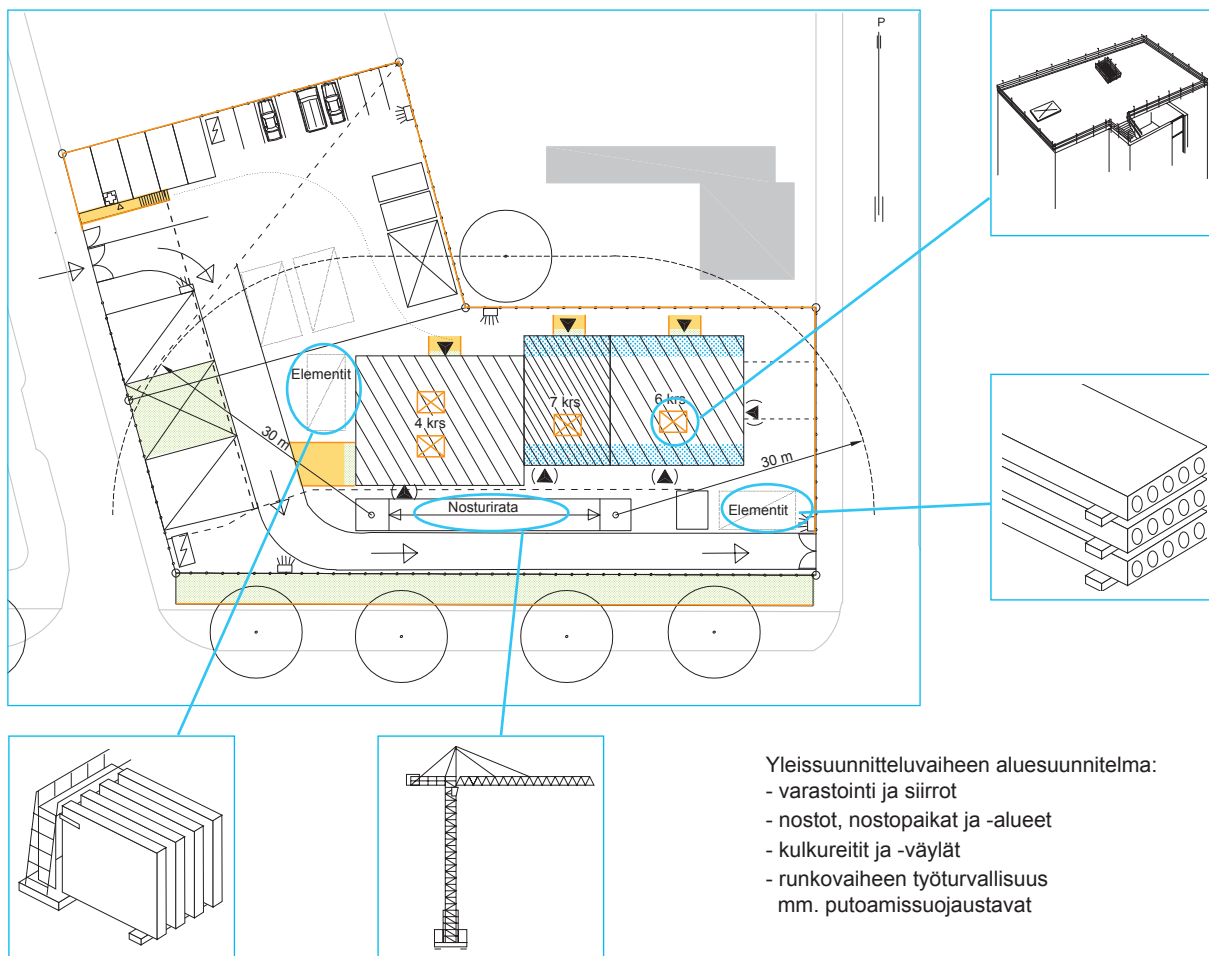 P
Elementit
7 krs
6 krs
4 krs
30 m
30 m
Nosturirata
Elementit
Yleissuunnitteluvaiheen aluesuunnitelma:
- varastointi ja siirrot
- nostot, nostopaikat ja -alueet
- kulkureitit ja -väylät
- runkovaiheen työturvallisuus
mm. putoamissuojaustavat